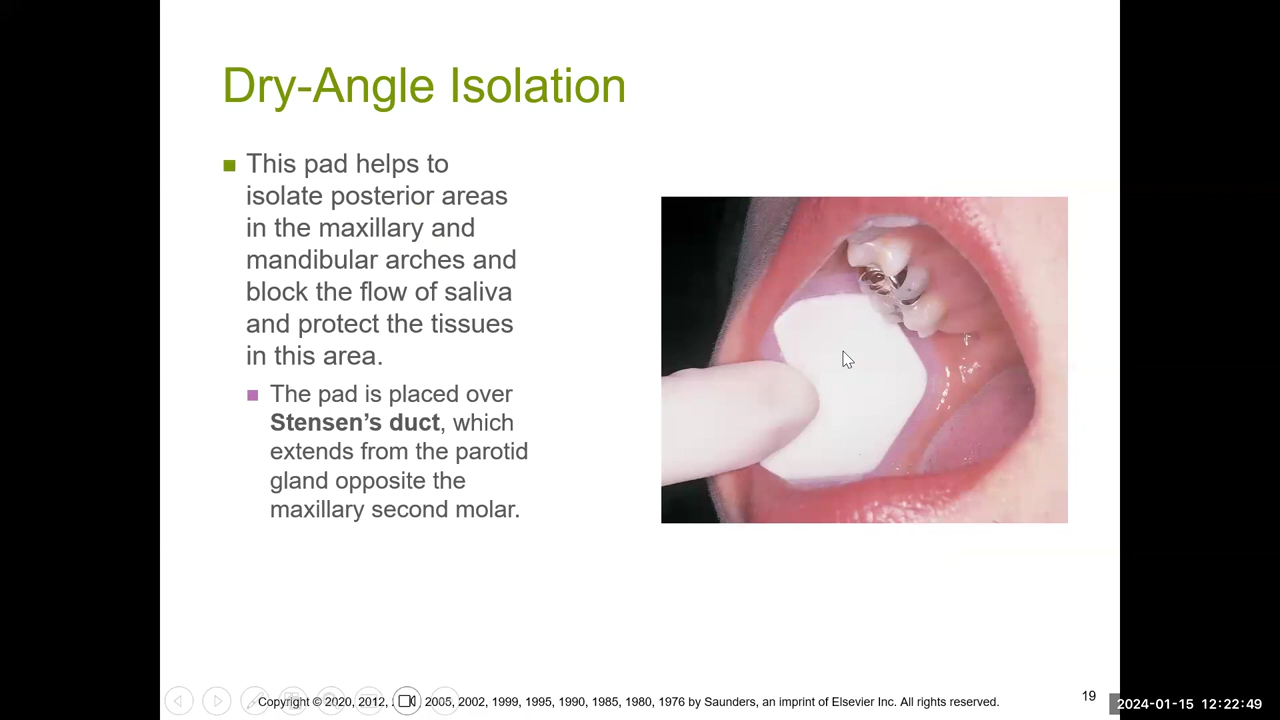 Dry-Angle Isolation
This pad helps to
isolate posterior areas
in the maxillary and
mandibular arches and
block the flow of saliva
and protect the tissues
in this area.
The pad is placed over
Stensen’s duct, which
extends from the parotid
gland opposite the
maxillary second molar.
Copyright © 2020, 2012, 2005, 2002, 1999, 1995, 1990, 1985, 1980, 1976 by Saunders, an imprint of Elsevier Inc. All rights reserved.
19
2024-01-15 12:22:49